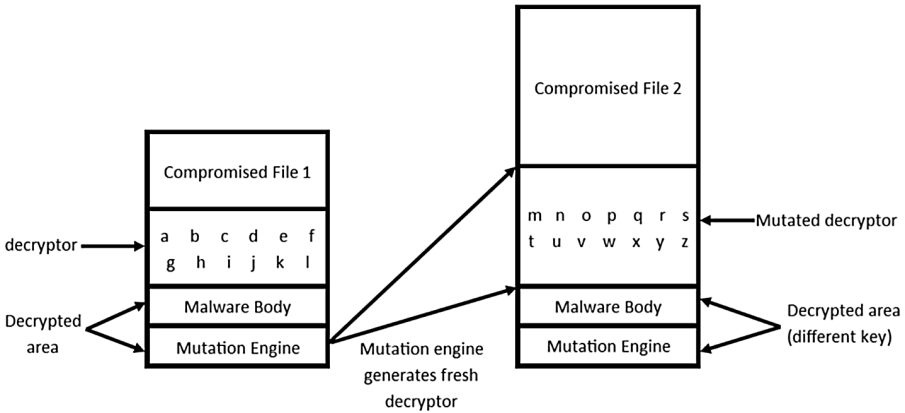 Compromised File 1
a b c d e f
g h i j k l
Malware Body
Mutation Engine
decryptor
Decrypted
area
Mutation engine
generates fresh
decryptor
Compromised File 2
m n o p q r s
t u v w x y z
Malware Body
Mutation Engine
Mutated decryptor
Decrypted area
(different key)